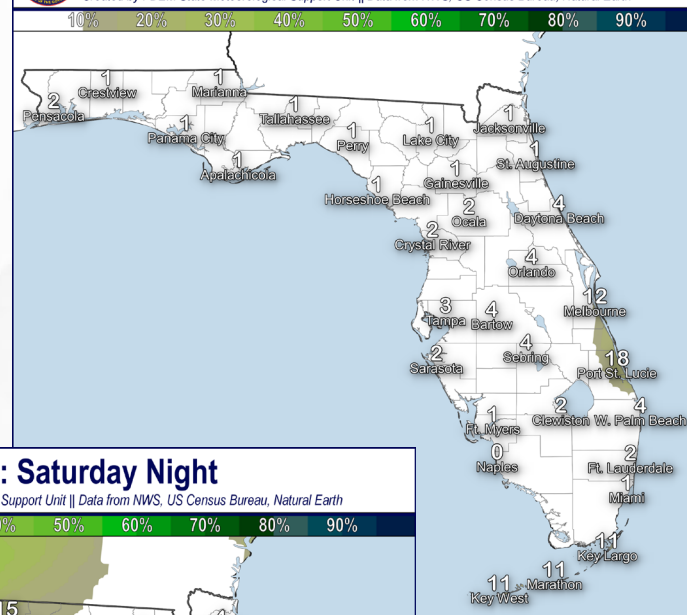 10% 20% 30% 40% 50% 60% 70% 80% 90%
1
Crestview
1
Marianna
2
Pensacola
1
Tallahassee
1
Panama City
1
Perry
1
Lake City
1
Jacksonville
1
Apalachicola
1
St. Augustine
1
Horseshoe Beach
1
Gainesville
2
Ocala
4
Daytona Beach
2
Crystal River
4
Orlando
12
Melbourne
3
Tampa
4
Bartow
4
Sebring
2
Sarasota
18
Port St. Lucie
1
Ft. Myers
2
Clewiston
4
W. Palm Beach
0
Naples
2
Ft. Lauderdale
1
Miami
11
Key Largo
11
Marathon
11
Key West
: Saturday Night
Support Unit || Data from NWS, US Census Bureau, Natural Earth
% 50% 60% 70% 80% 90%
15